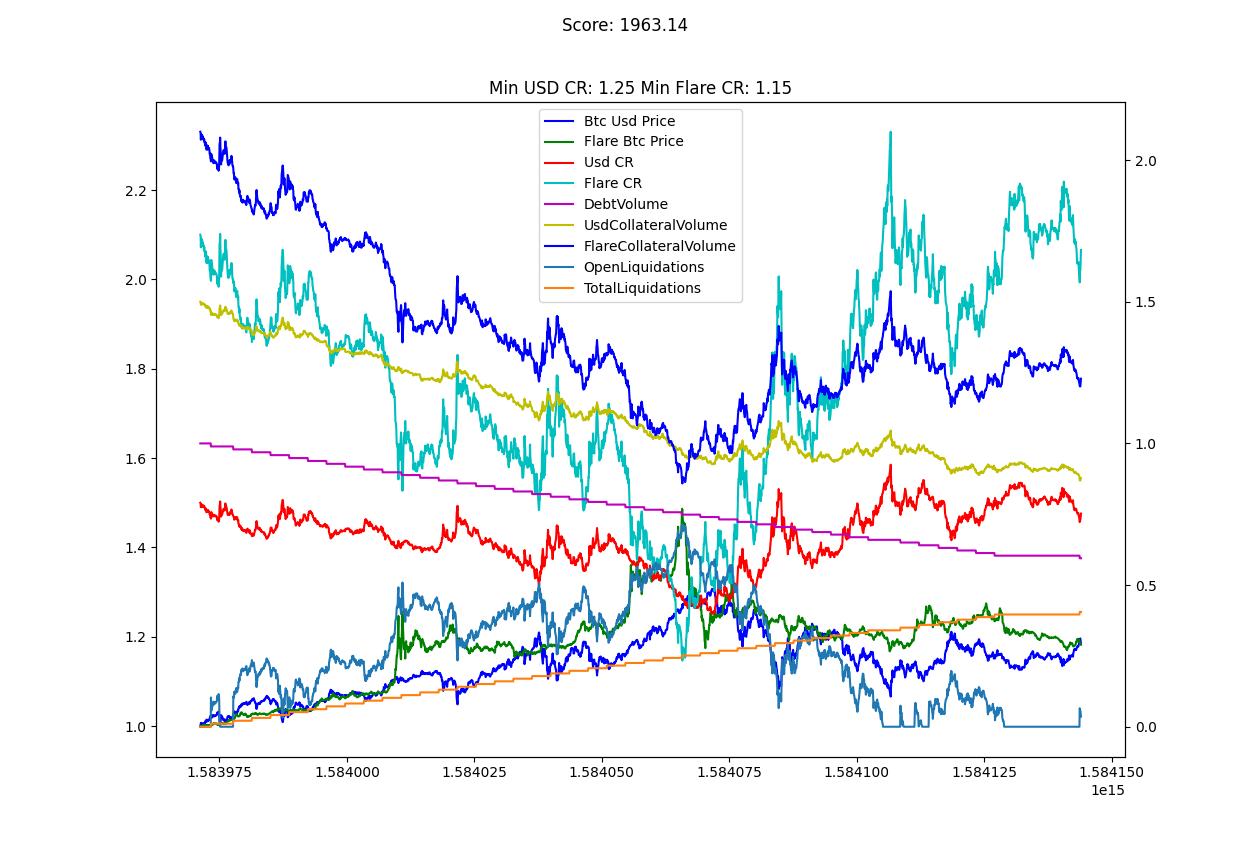 Score: 1963.14
Min USD CR: 1.25 Min Flare CR: 1.15
Btc Usd Price
Flare Btc Price
Usd CR
Flare CR
DebtVolume
UsdCollateralVolume
FlareCollateralVolume
OpenLiquidations
TotalLiquidations
2.2
2.0
1.8
1.6
1.4
1.2
1.0
2.0
1.5
1.0
0.5
0.0
1.583975 1.584000 1.584025 1.584050 1.584075 1.584100 1.584125 1.584150
1e15